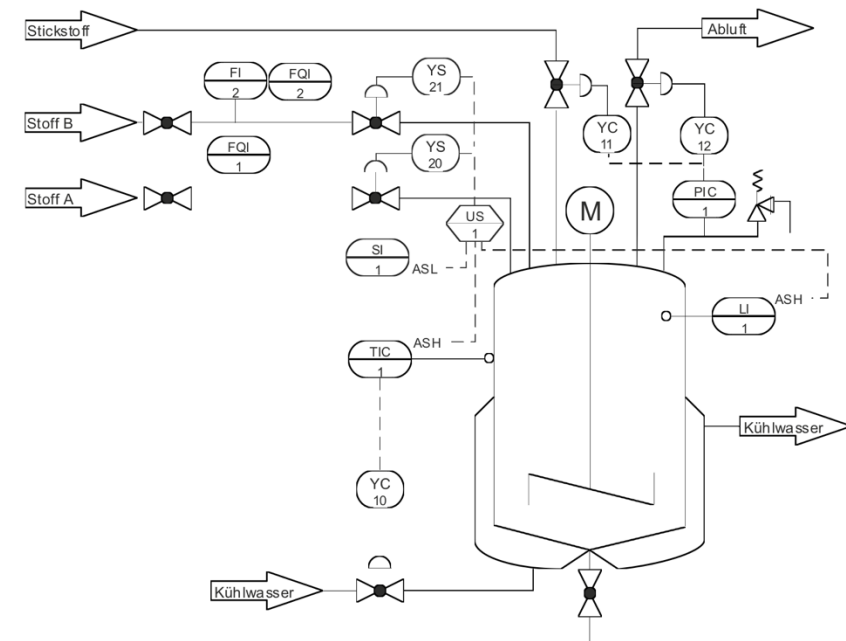 Stickstoff
Abluft
FI
2
FQI
2
YS
21
Stoff B
YC
11
YC
12
FQI
1
YS
20
Stoff A
PIC
1
M
US
1
SI
1
ASL
ASH
LI
1
ASH
TIC
1
Kühlwasser
YC
10
Kühlwasser